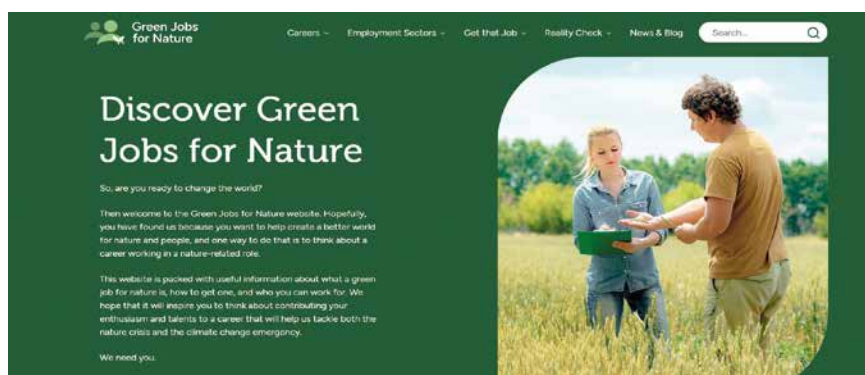 Green Jobs
for Nature
Careers
Employment Sectors
Get that Job
Reality Check
News & Blog
Search...
Discover Green
Jobs for Nature
So, are you ready to change the world?
Then welcome to the Green Jobs for Nature website. Hopefully,
you have found us because you want to help create a better world
for nature and people, and one way to do that is to think about a
career working in a nature-related role.
This website is packed with useful information about what a green
job for nature is, how to get one, and who you can work for. We
hope that it will inspire you to think about contributing your
enthusiasm and talents to a career that will help us tackle both the
nature crisis and the climate change emergency.
We need you.